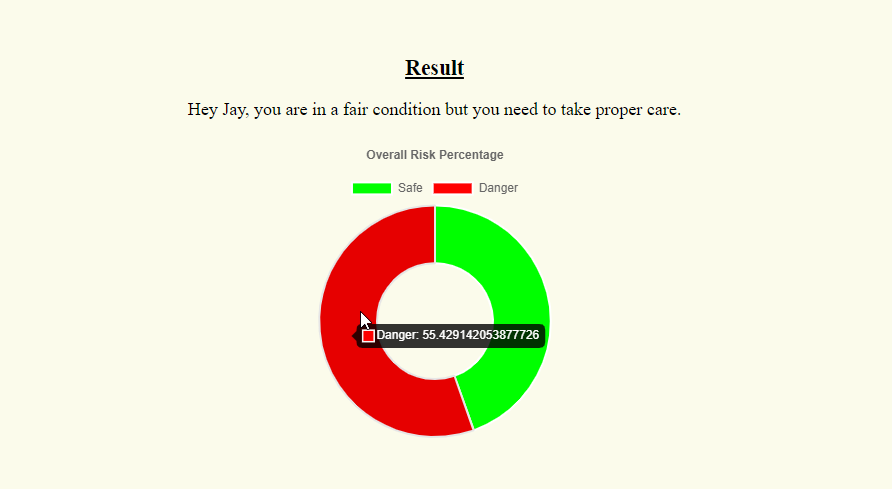 Result
Hey Jay, you are in a fair condition but you need to take proper care.
Overall Risk Percentage
Safe Danger
Danger: 55.429142053877726